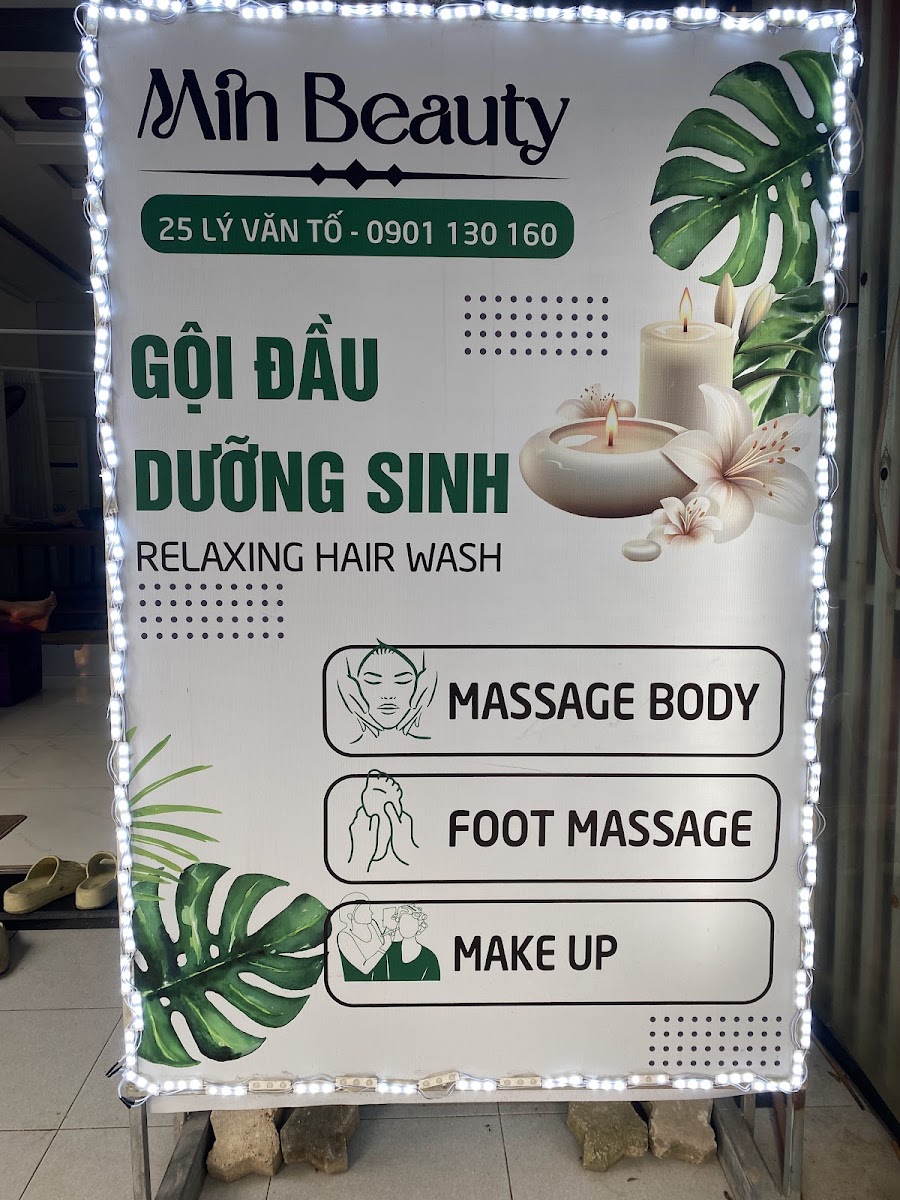 Min Beauty
25 LÝ VĂN TỐ - 0901 130 160
GỘI ĐẦU
DƯỠNG SINH
RELAXING HAIR WASH
MASSAGE BODY
FOOT MASSAGE
MAKE UP